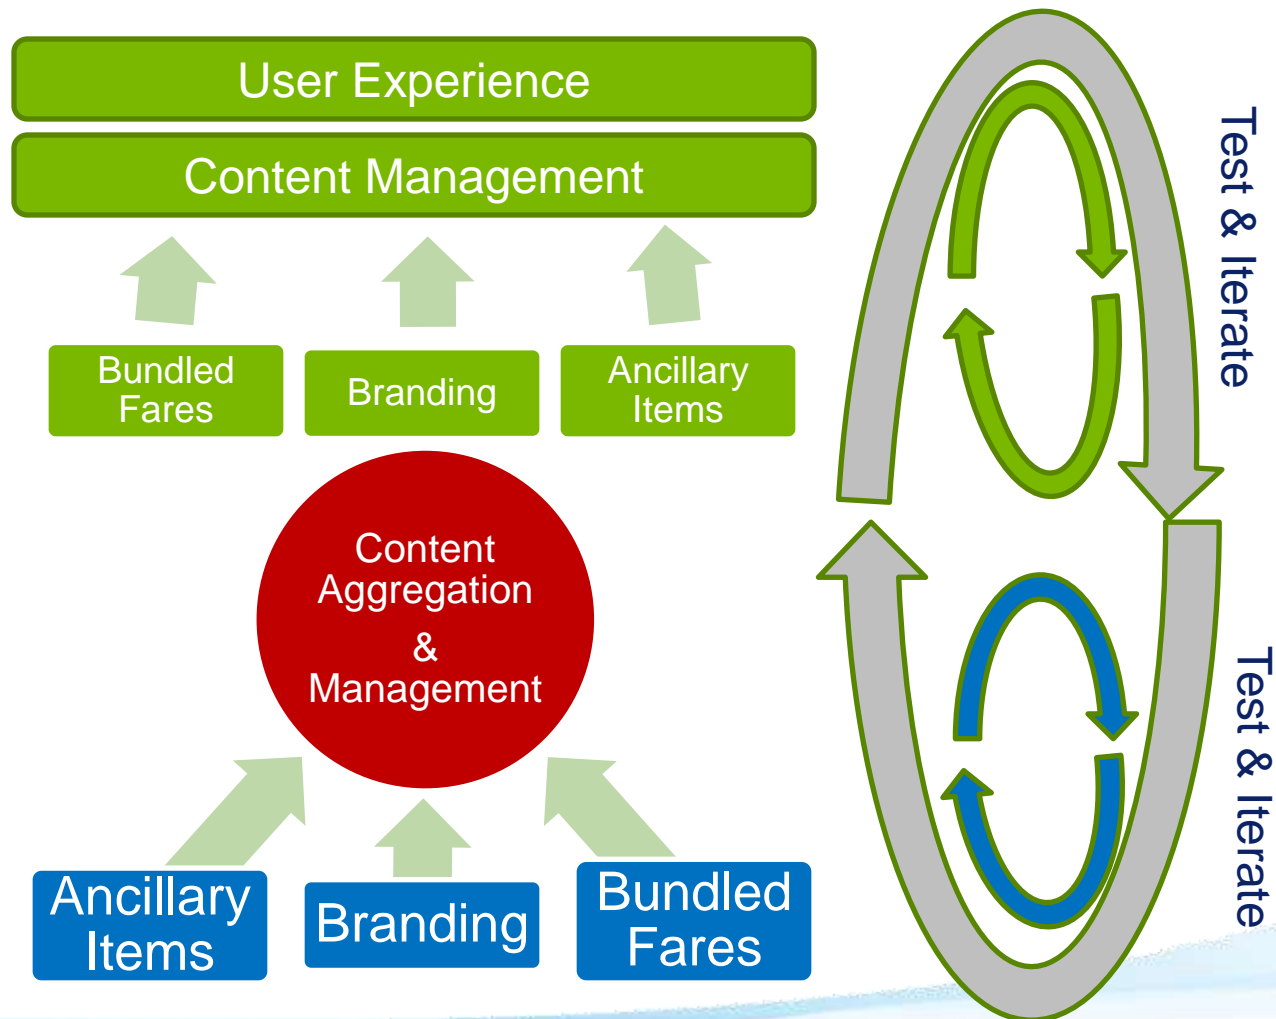 User Experience
Content Management
Bundled
Fares
Branding
Ancillary
Items
Content
Aggregation
&
Management
Ancillary
Items
Branding
Bundled
Fares
Test & Iterate
Test & Iterate